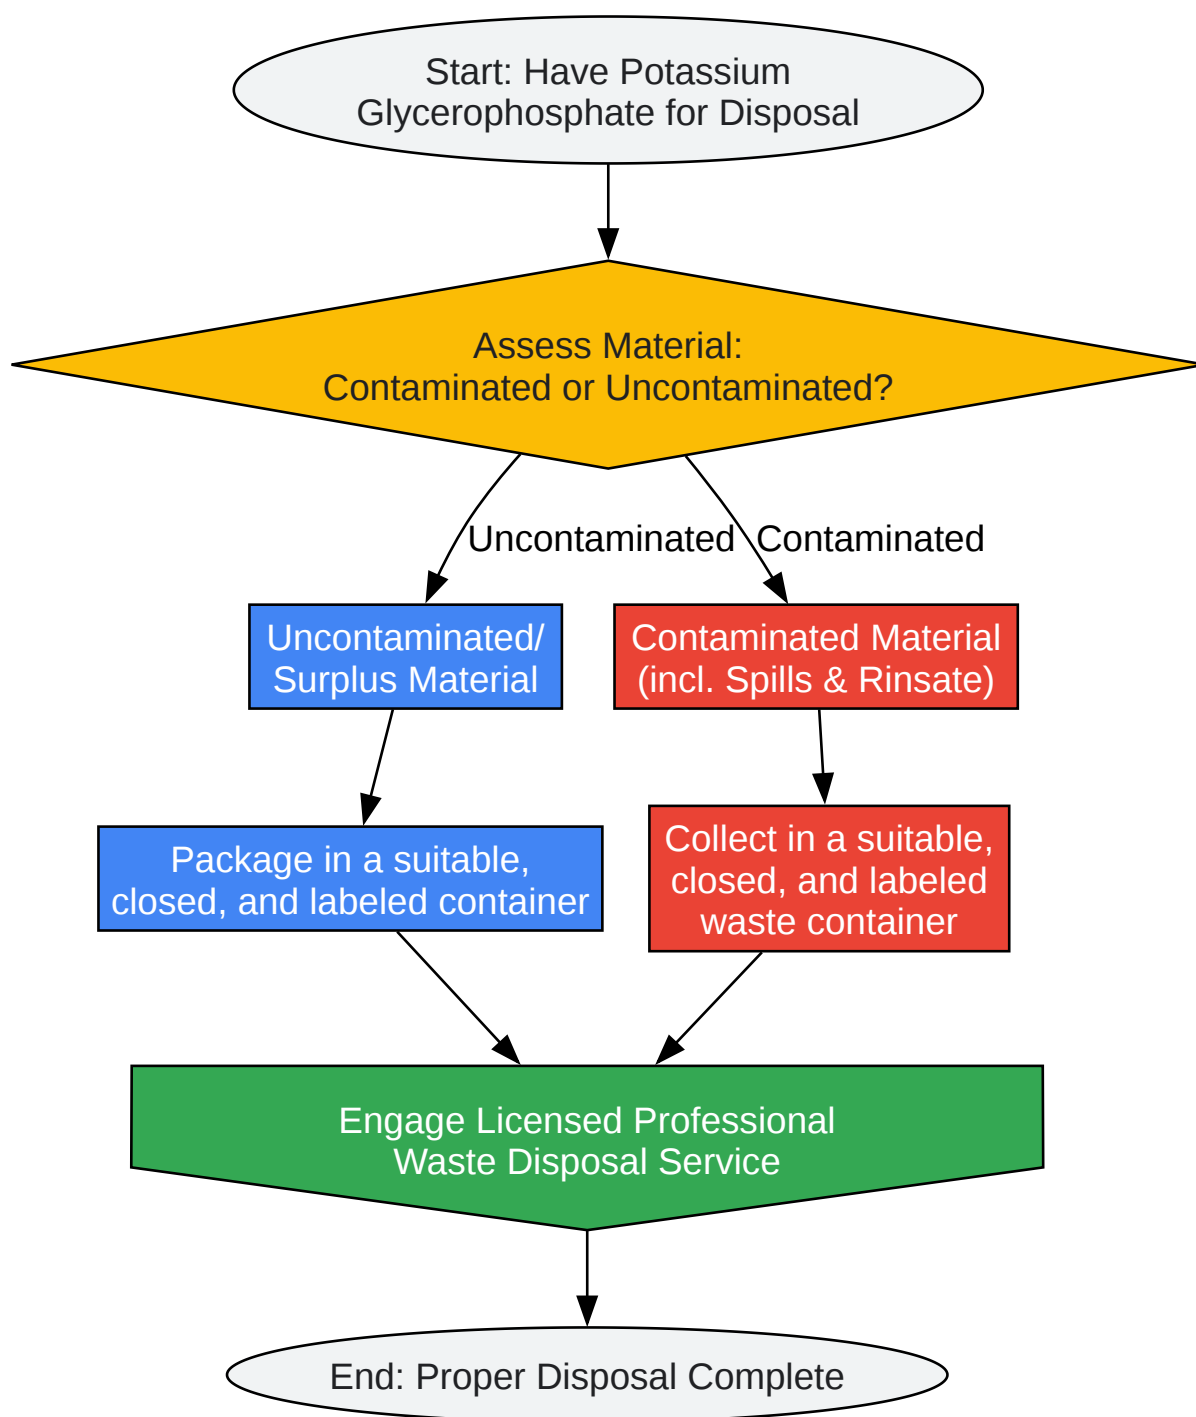 Start: Have Potassium
Glycerophosphate for Disposal
Assess Material:
Contaminated or Uncontaminated?
Uncontaminated
Contaminated
Uncontaminated/
Surplus Material
Contaminated Material
(incl. Spills & Rinsate)
Package in a suitable,
closed, and labeled container
Collect in a suitable,
closed, and labeled
waste container
Engage Licensed Professional
Waste Disposal Service
End: Proper Disposal Complete